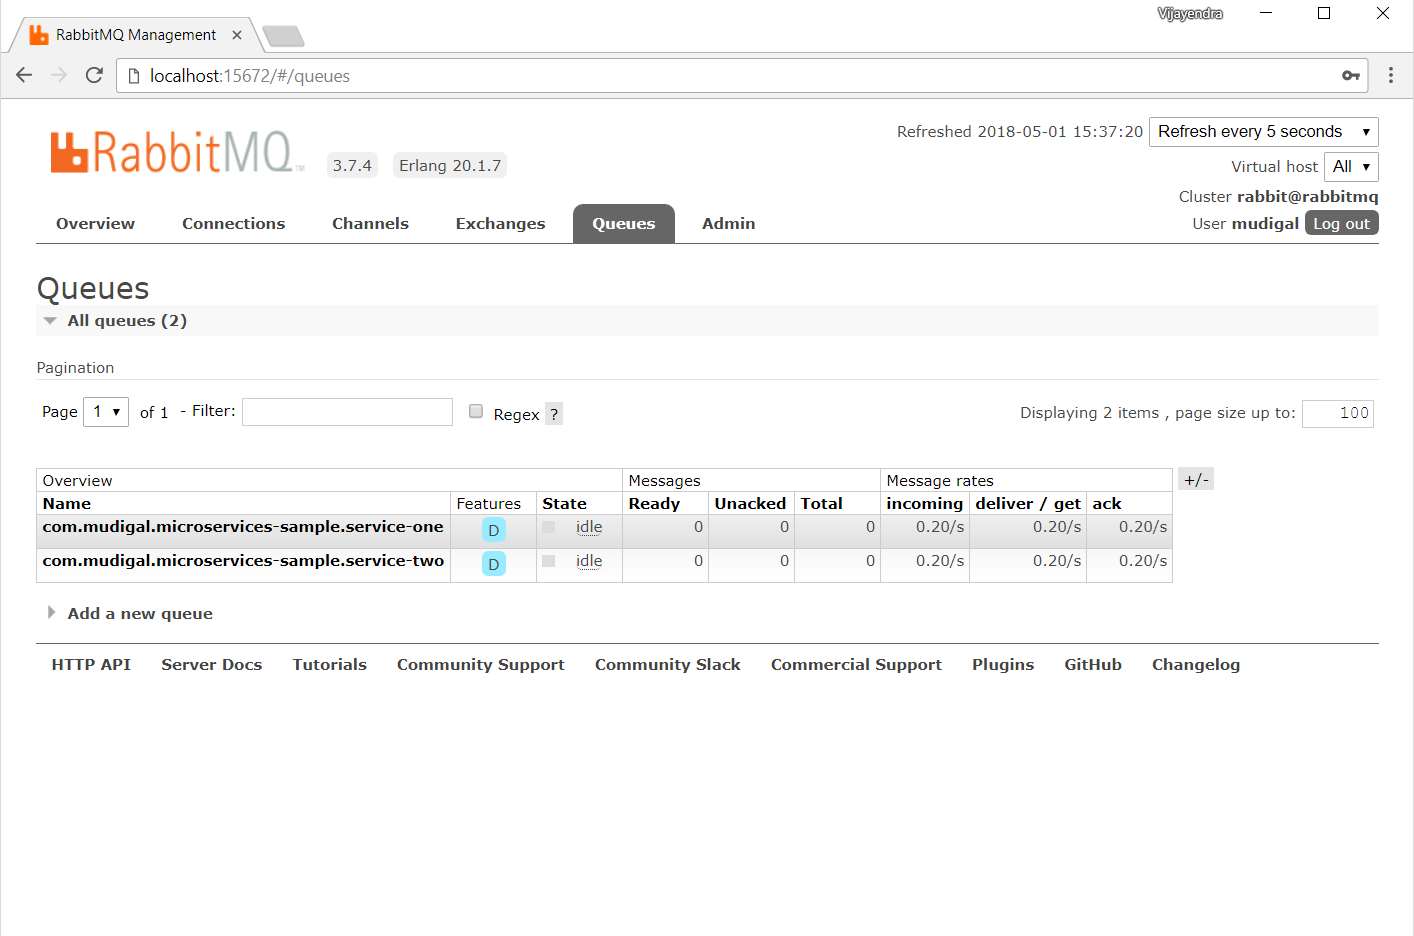 Vijayendra
RabbitMQ Management
localhost:15672/#/queues
RabbitMQ TM 3.7.4 Erlang 20.1.7
Refreshed 2018-05-01 15:37:20 Refresh every 5 seconds
Virtual host All
Cluster rabbit@rabbitmq
User mudigal Log out
Overview Connections Channels Exchanges Queues Admin
Queues
All queues (2)
Pagination
Page 1 of 1 - Filter: Regex ? Displaying 2 items , page size up to: 100
Overview Messages Message rates +/-
Name Features State Ready Unacked Total incoming deliver / get ack
com.mudigal.microservices-sample.service-one D idle 0 0 0 0.20/s 0.20/s 0.20/s
com.mudigal.microservices-sample.service-two D idle 0 0 0 0.20/s 0.20/s 0.20/s
Add a new queue
HTTP API Server Docs Tutorials Community Support Community Slack Commercial Support Plugins GitHub Changelog